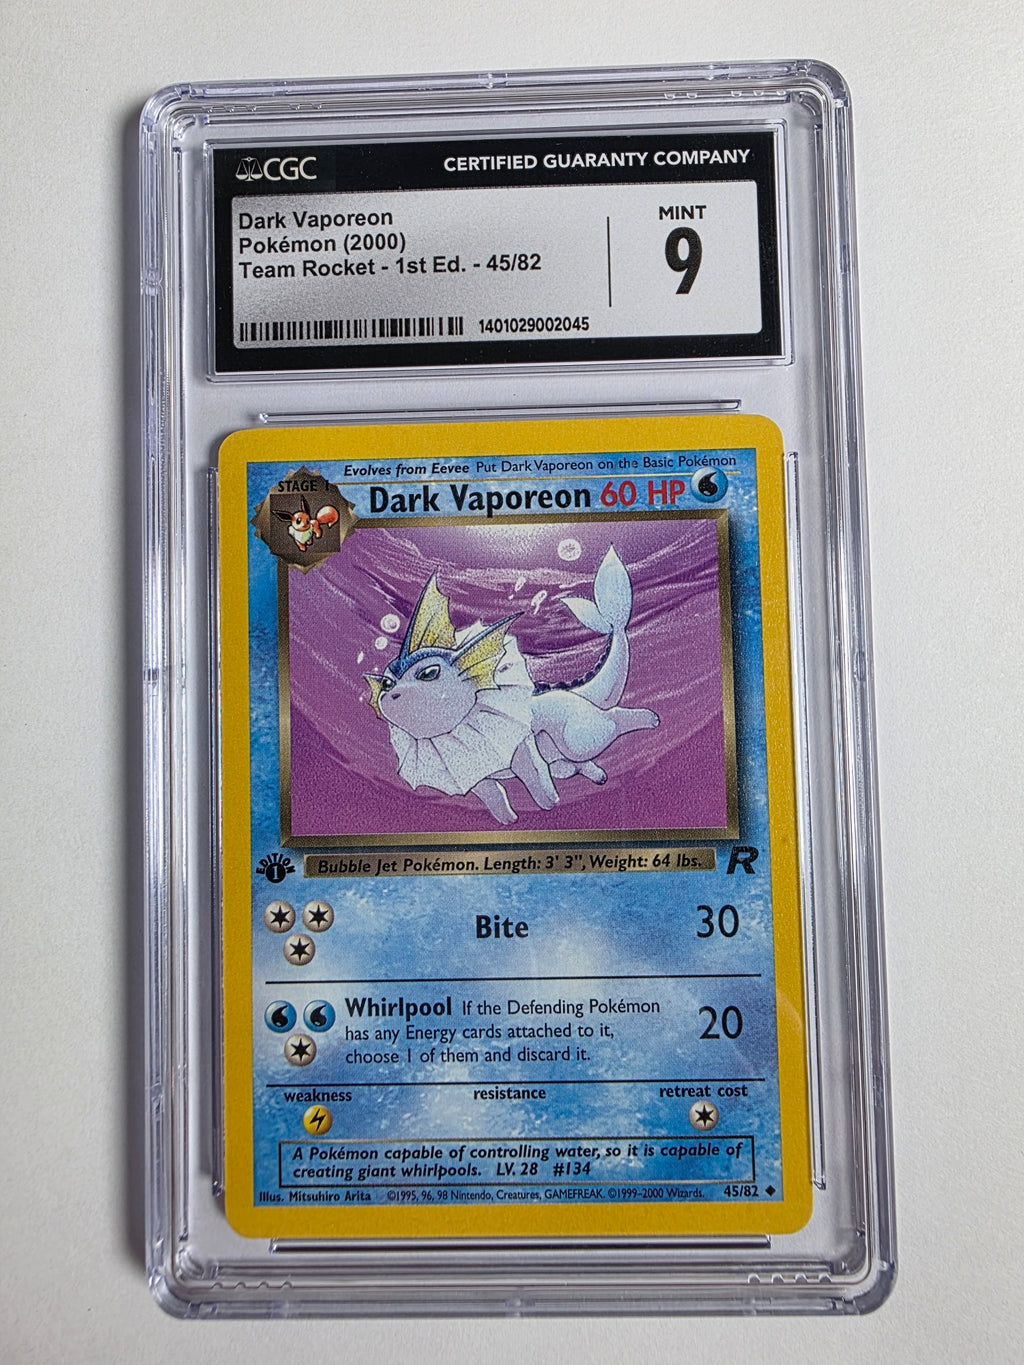 CGC
CERTIFIED GUARANTY COMPANY
Dark Vaporeon
Pokémon (2000)
Team Rocket - 1st Ed. - 45/82
MINT
9
1401029002045
Evolves from Eevee Put Dark Vaporeon on the Basic Pokémon
STAGE 1
Dark Vaporeon 60 HP
EDITION
1
Bubble Jet Pokémon. Length: 3' 3", Weight: 64 lbs.
R
Bite 30
Whirlpool If the Defending Pokémon
has any Energy cards attached to it,
choose 1 of them and discard it.
20
weakness resistance retreat cost
A Pokémon capable of controlling water, so it is capable of
creating giant whirlpools. LV. 28 #134
Illus. Mitsuhiro Arita ©1995, 96, 98 Nintendo, Creatures, GAMEFREAK. ©1999-2000 Wizards. 45/82